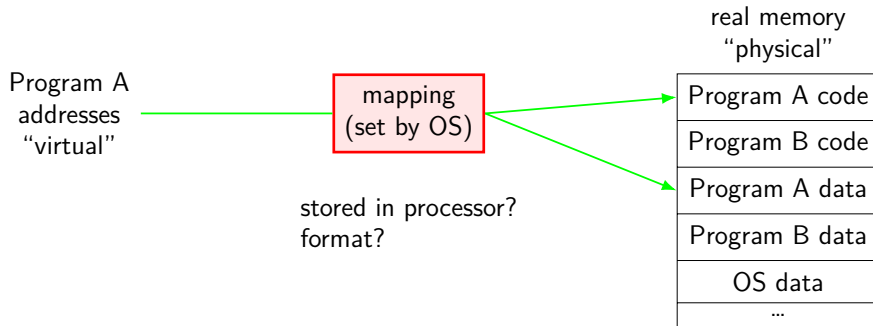 real memory
“physical”
Program A
addresses
“virtual”
mapping
(set by OS)
Program A code
Program B code
Program A data
Program B data
OS data
...
stored in processor?
format?